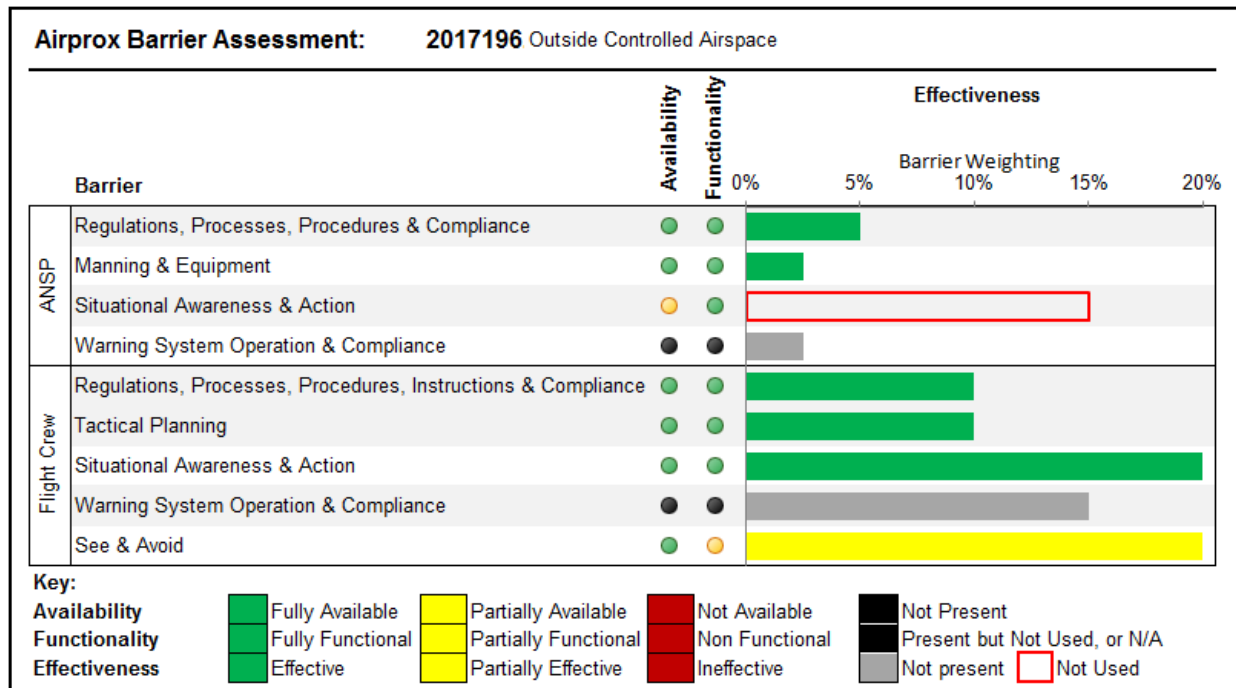 Airprox Barrier Assessment: 2017196 Outside Controlled Airspace
Availability
Functionality
Effectiveness
Barrier Weighting
Barrier
0% 5% 10% 15% 20%
ANSP
Regulations, Processes, Procedures & Compliance
Manning & Equipment
Situational Awareness & Action
Warning System Operation & Compliance
Flight Crew
Regulations, Processes, Procedures, Instructions & Compliance
Tactical Planning
Situational Awareness & Action
Warning System Operation & Compliance
See & Avoid
Key:
Availability Fully Available Partially Available Not Available Not Present
Functionality Fully Functional Partially Functional Non Functional Present but Not Used, or N/A
Effectiveness Effective Partially Effective Ineffective Not present Not Used